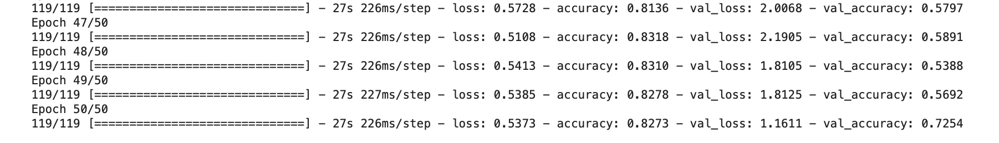 119/119 [==============================] - 27s 226ms/step - loss: 0.5728 - accuracy: 0.8136 - val_loss: 2.0068 - val_accuracy: 0.5797
Epoch 47/50
119/119 [==============================] - 27s 226ms/step - loss: 0.5108 - accuracy: 0.8318 - val_loss: 2.1905 - val_accuracy: 0.5891
Epoch 48/50
119/119 [==============================] - 27s 226ms/step - loss: 0.5413 - accuracy: 0.8310 - val_loss: 1.8105 - val_accuracy: 0.5388
Epoch 49/50
119/119 [==============================] - 27s 227ms/step - loss: 0.5385 - accuracy: 0.8278 - val_loss: 1.8125 - val_accuracy: 0.5692
Epoch 50/50
119/119 [==============================] - 27s 226ms/step - loss: 0.5373 - accuracy: 0.8273 - val_loss: 1.1611 - val_accuracy: 0.7254